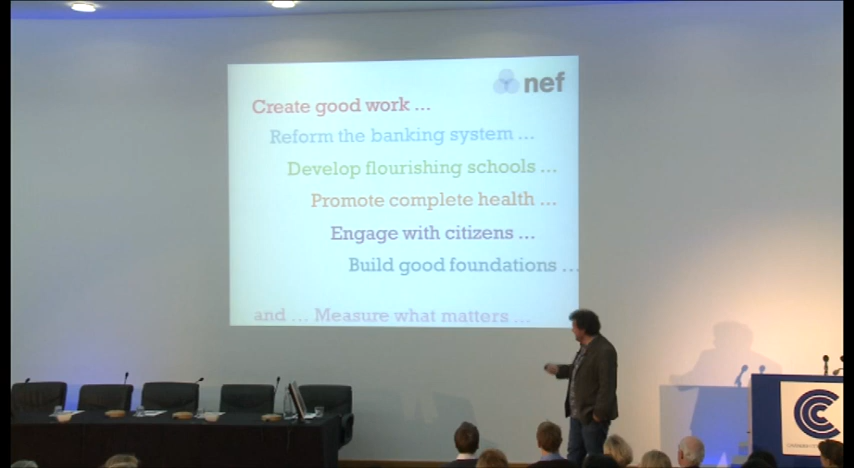 nef
Create good work ...
Reform the banking system ...
Develop flourishing schools ...
Promote complete health ...
Engage with citizens ...
Build good foundations ...
and ... Measure what matters ...